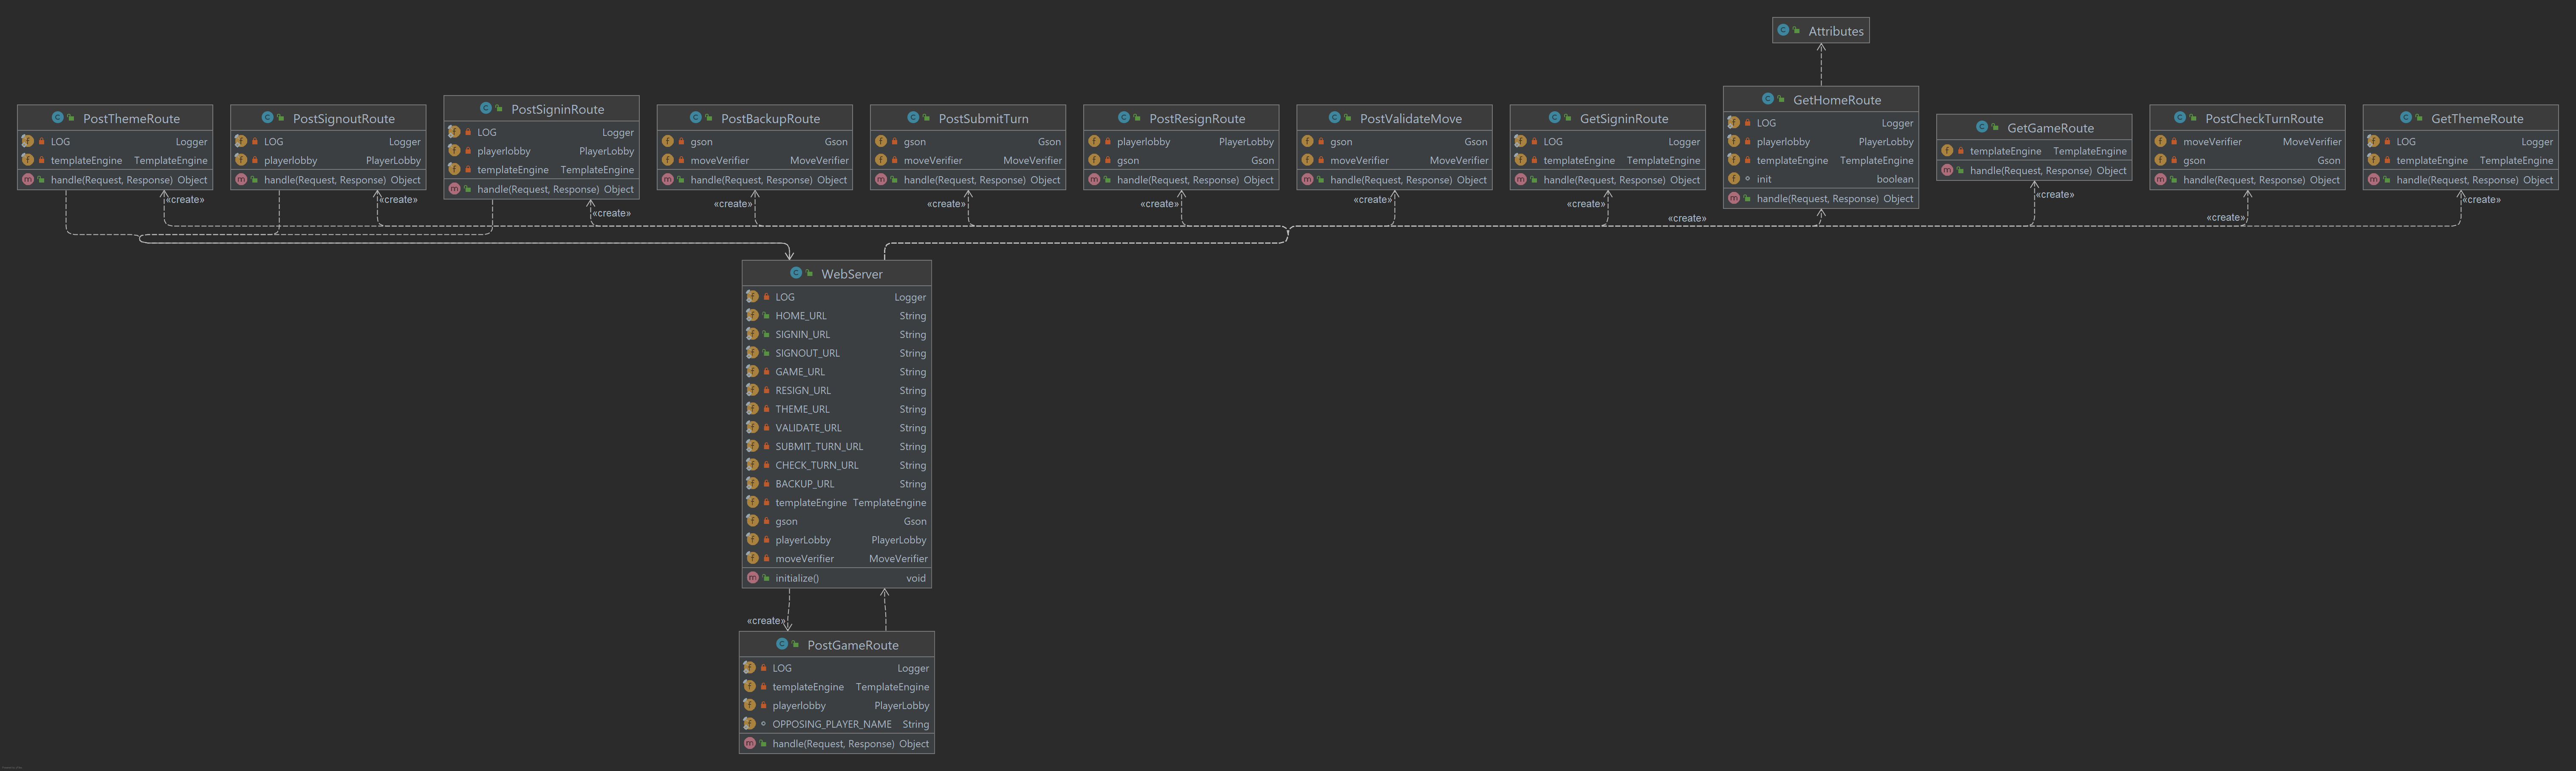 Attributes
PostThemeRoute
LOG Logger
templateEngine TemplateEngine
handle(Request, Response) Object
PostSignoutRoute
LOG Logger
playerlobby PlayerLobby
handle(Request, Response) Object
PostSigninRoute
LOG Logger
playerlobby PlayerLobby
templateEngine TemplateEngine
handle(Request, Response) Object
PostBackupRoute
gson Gson
moveVerifier MoveVerifier
handle(Request, Response) Object
PostSubmitTurn
gson Gson
moveVerifier MoveVerifier
handle(Request, Response) Object
PostResignRoute
playerlobby PlayerLobby
gson Gson
handle(Request, Response) Object
PostValidateMove
gson Gson
moveVerifier MoveVerifier
handle(Request, Response) Object
GetSigninRoute
LOG Logger
templateEngine TemplateEngine
handle(Request, Response) Object
GetHomeRoute
LOG Logger
playerlobby PlayerLobby
templateEngine TemplateEngine
init boolean
handle(Request, Response) Object
GetGameRoute
templateEngine TemplateEngine
handle(Request, Response) Object
PostCheckTurnRoute
moveVerifier MoveVerifier
gson Gson
handle(Request, Response) Object
GetThemeRoute
LOG Logger
templateEngine TemplateEngine
handle(Request, Response) Object
«create»
«create»
«create»
«create»
«create»
«create»
«create»
«create»
«create»
«create»
«create»
«create»
WebServer
LOG Logger
HOME_URL String
SIGNIN_URL String
SIGNOUT_URL String
GAME_URL String
RESIGN_URL String
THEME_URL String
VALIDATE_URL String
SUBMIT_TURN_URL String
CHECK_TURN_URL String
BACKUP_URL String
templateEngine TemplateEngine
gson Gson
playerLobby PlayerLobby
moveVerifier MoveVerifier
initialize() void
«create»
PostGameRoute
LOG Logger
templateEngine TemplateEngine
playerlobby PlayerLobby
OPPOSING_PLAYER_NAME String
handle(Request, Response) Object